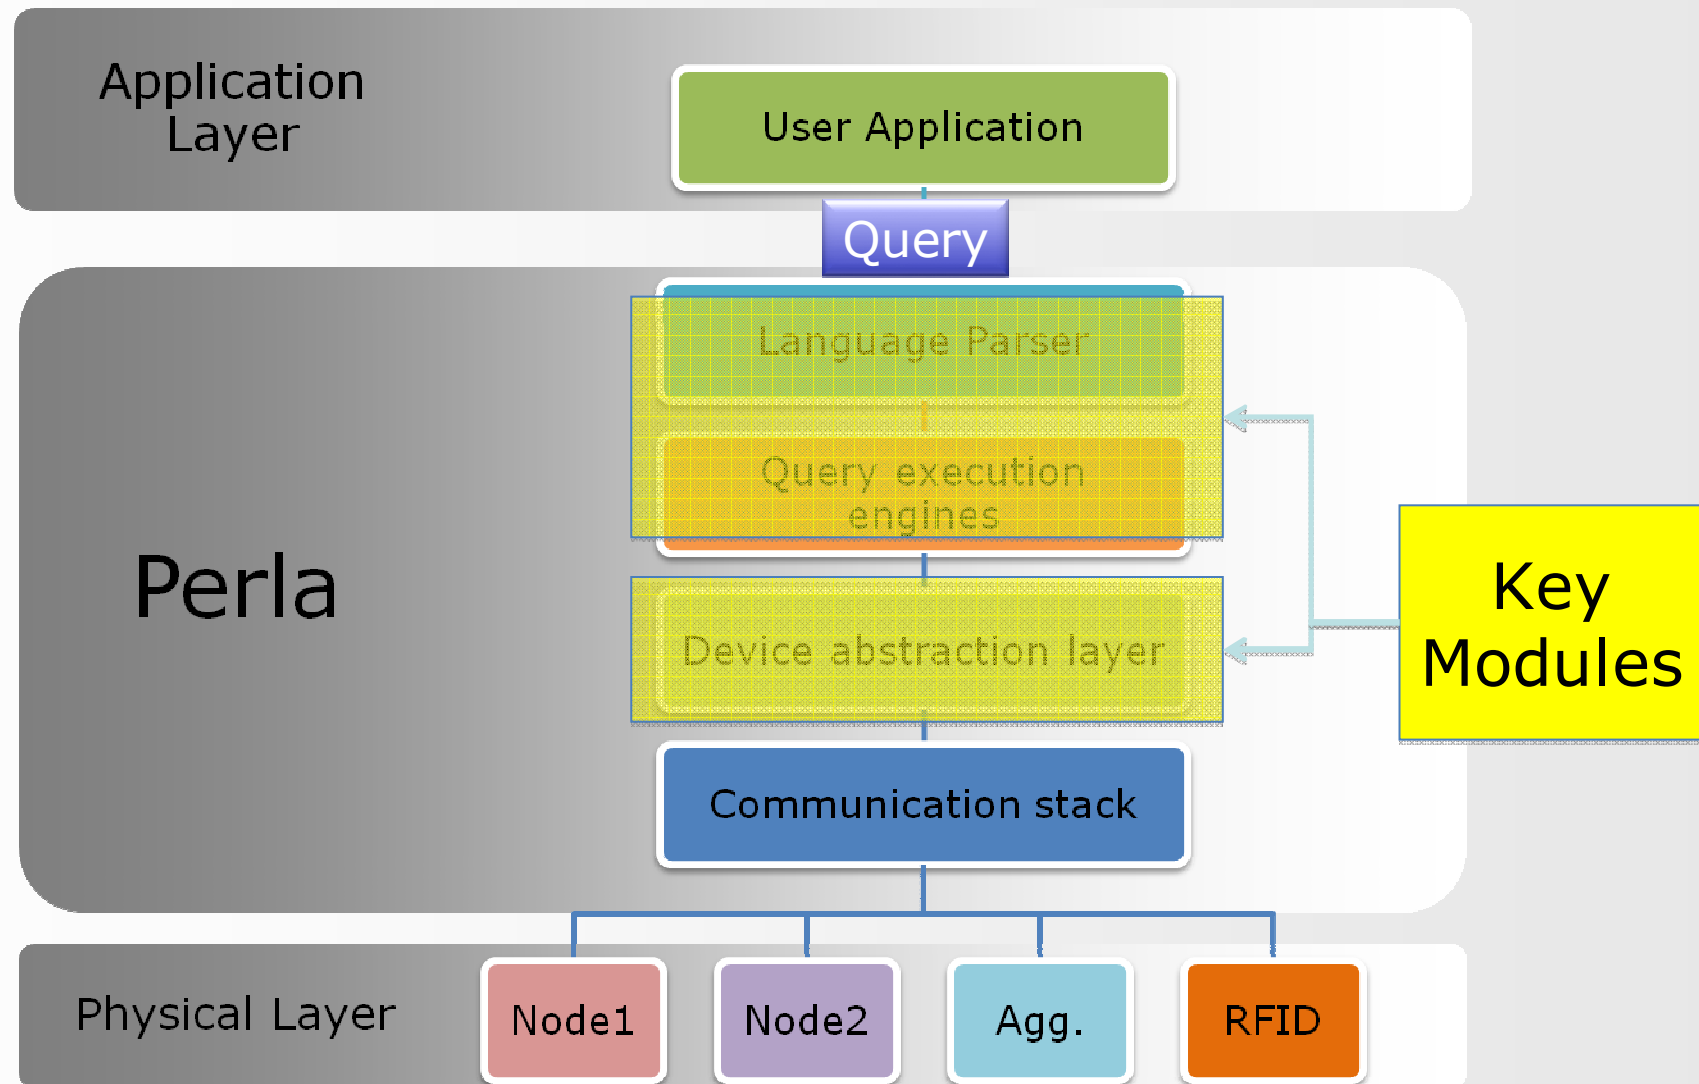 Application
Layer
User Application
Query
Language Parser
Query execution
engines
Perla
Key
Modules
Device abstraction layer
Communication stack
Physical Layer
Node1
Node2
Agg.
RFID